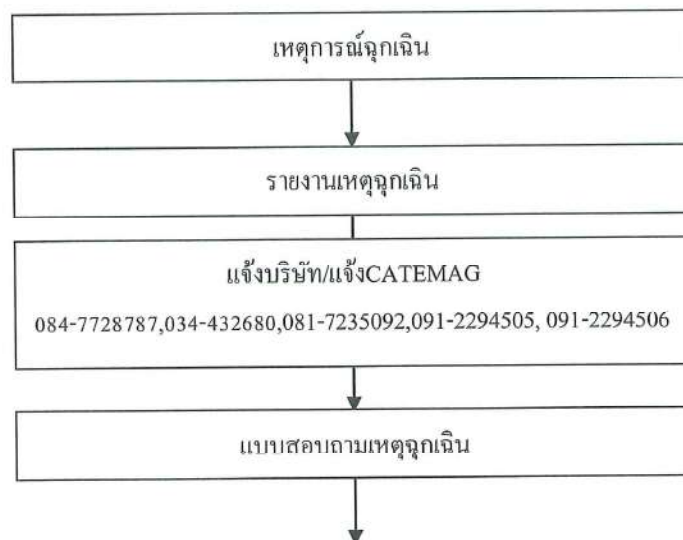 เหตุการณ์ฉุกเฉิน
รายงานเหตุฉุกเฉิน
แจ้งบริษัท/แจ้งCATEMAG
084-7728787,034-432680,081-7235092,091-2294505, 091-2294506
แบบสอบถามเหตุฉุกเฉิน